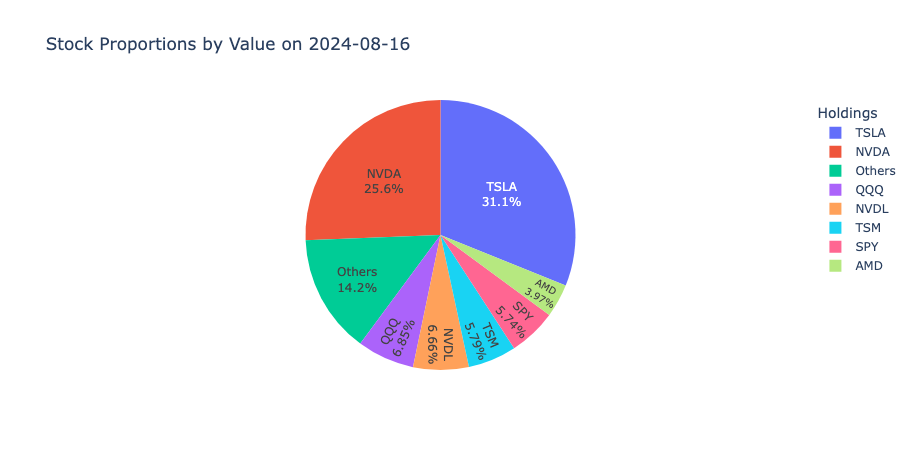 Stock Proportions by Value on 2024-08-16
TSLA
31.1%
NVDA
25.6%
Others
14.2%
QQQ
6.85%
NVDL
6.66%
TSM
5.79%
SPY
5.74%
AMD
3.97%
Holdings
TSLA
NVDA
Others
QQQ
NVDL
TSM
SPY
AMD